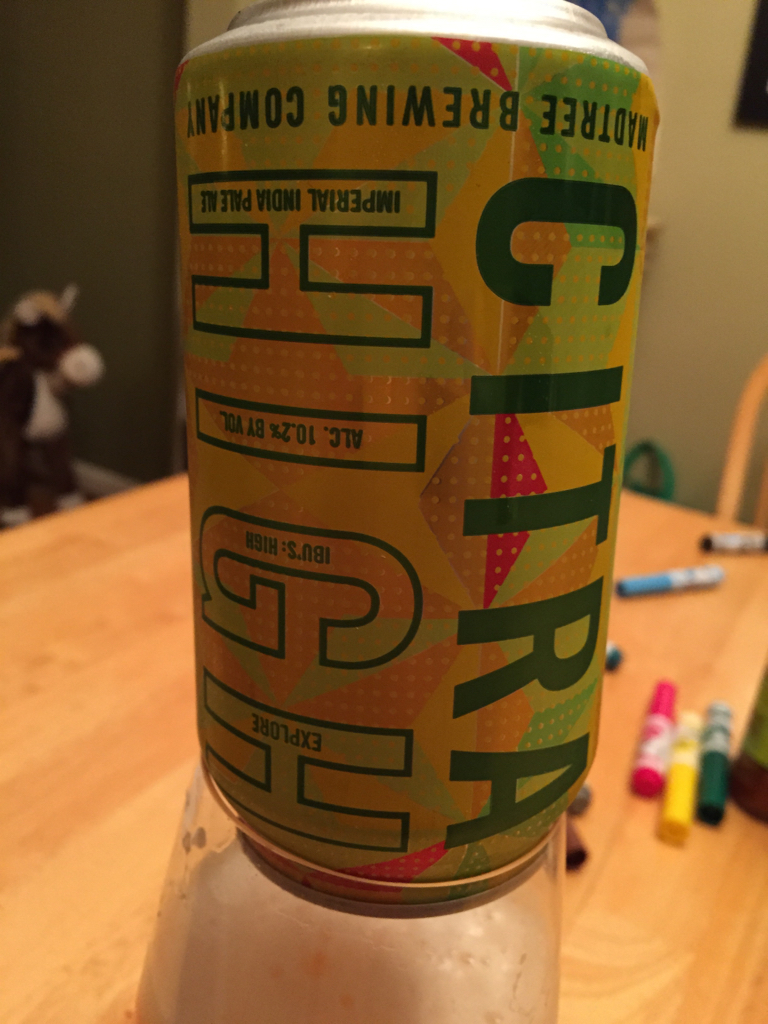 MADTREE BREWING COMPANY
CITRA
HIGH
IMPERIAL INDIA PALE ALE
ALC. 10.2% BY VOL.
IBU'S: HIGH
EXPLORE